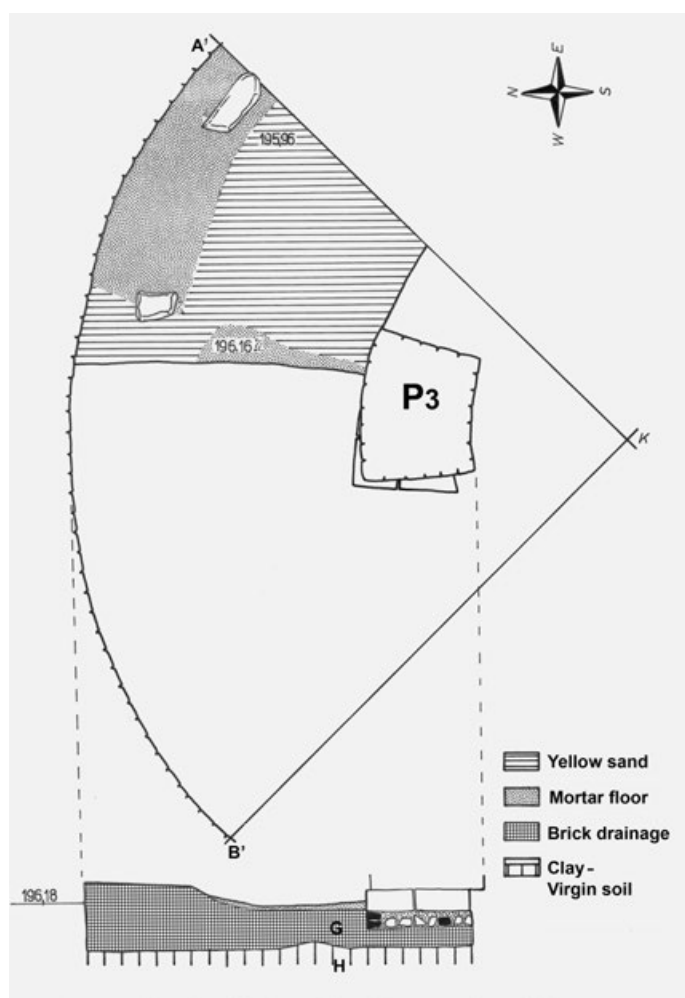 A'
E
N
S
W
195,96
196,16
P3
K
Yellow sand
Mortar floor
Brick drainage
Clay-
Virgin soil
B'
196,18
G
H